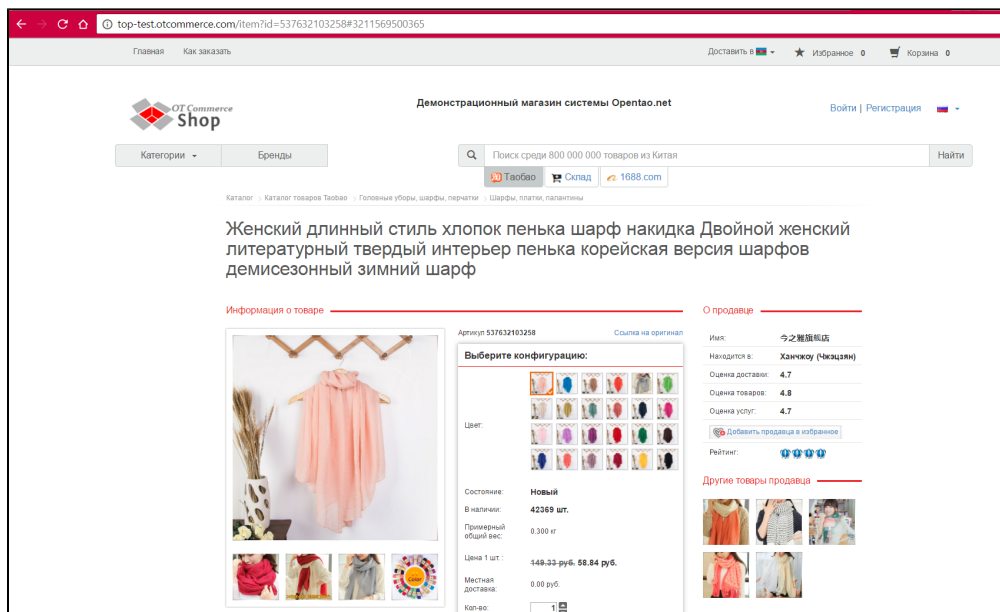 top-test.otcommerce.com/item?id=537632103258#3211569500365
Главная Как заказать Доставить в Избранное 0 Корзина 0
OT Commerce
Shop
Демонстрационный магазин системы Opentao.net
Войти | Регистрация
Категории Бренды Поиск среди 800 000 000 товаров из Китая Найти
Таобао Склад 1688.com
Каталог Каталог товаров Taobao Головные уборы, шарфы, перчатки Шарфы, платки, палантины
Женский длинный стиль хлопок пенька шарф накидка Двойной женский
литературный твердый интерьер пенька корейская версия шарфов
демисезонный зимний шарф
Информация о товаре
Артикул 537632103258 Ссылка на оригинал
Выберите конфигурацию:
Цвет:
Состояние: Новый
В наличии: 42369 шт.
Примерный
общий вес: 0.300 кг
Цена 1 шт.: 149.33 руб. 58.84 руб.
Местная
доставка: 0.00 руб.
Кол-во: 1
О продавце
Имя: 今之雅旗舰店
Находится в: Ханчжоу (Чжэцзян)
Оценка доставки: 4.7
Оценка товаров: 4.8
Оценка услуг: 4.7
Добавить продавца в избранное
Рейтинг:
Другие товары продавца